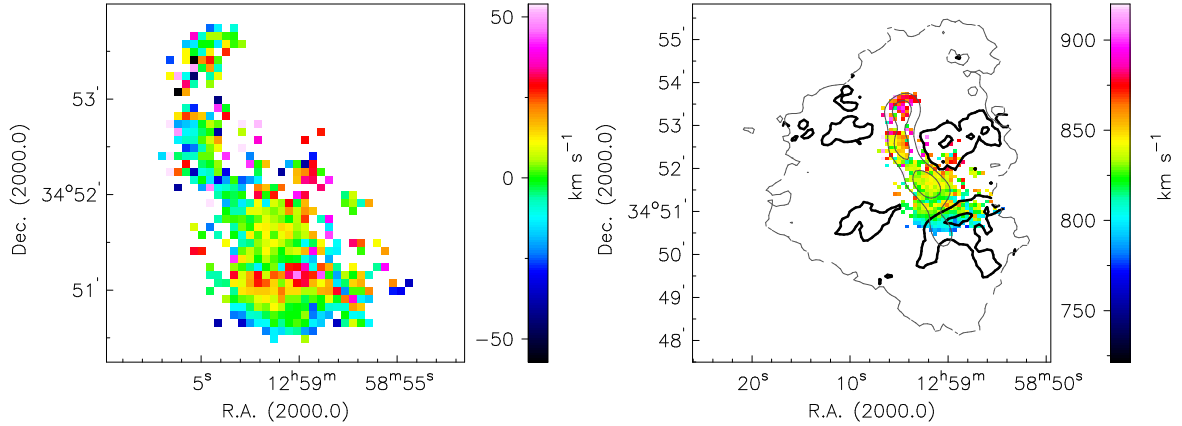 50
0
−50
km s⁻¹
53'
34°52'
51'
Dec. (2000.0)
5ˢ
12ʰ59ᵐ
58ᵐ55ˢ
R.A. (2000.0)
55'
54'
53'
52'
34°51'
50'
49'
48'
Dec. (2000.0)
20ˢ
10ˢ
12ʰ59ᵐ
58ᵐ50ˢ
R.A. (2000.0)
900
850
800
750
km s⁻¹